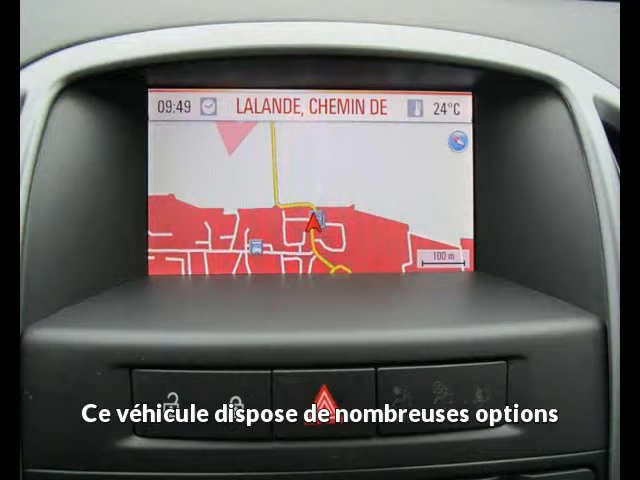 09:49 LALANDE, CHEMIN DE 24°C
100 m
Ce véhicule dispose de nombreuses options